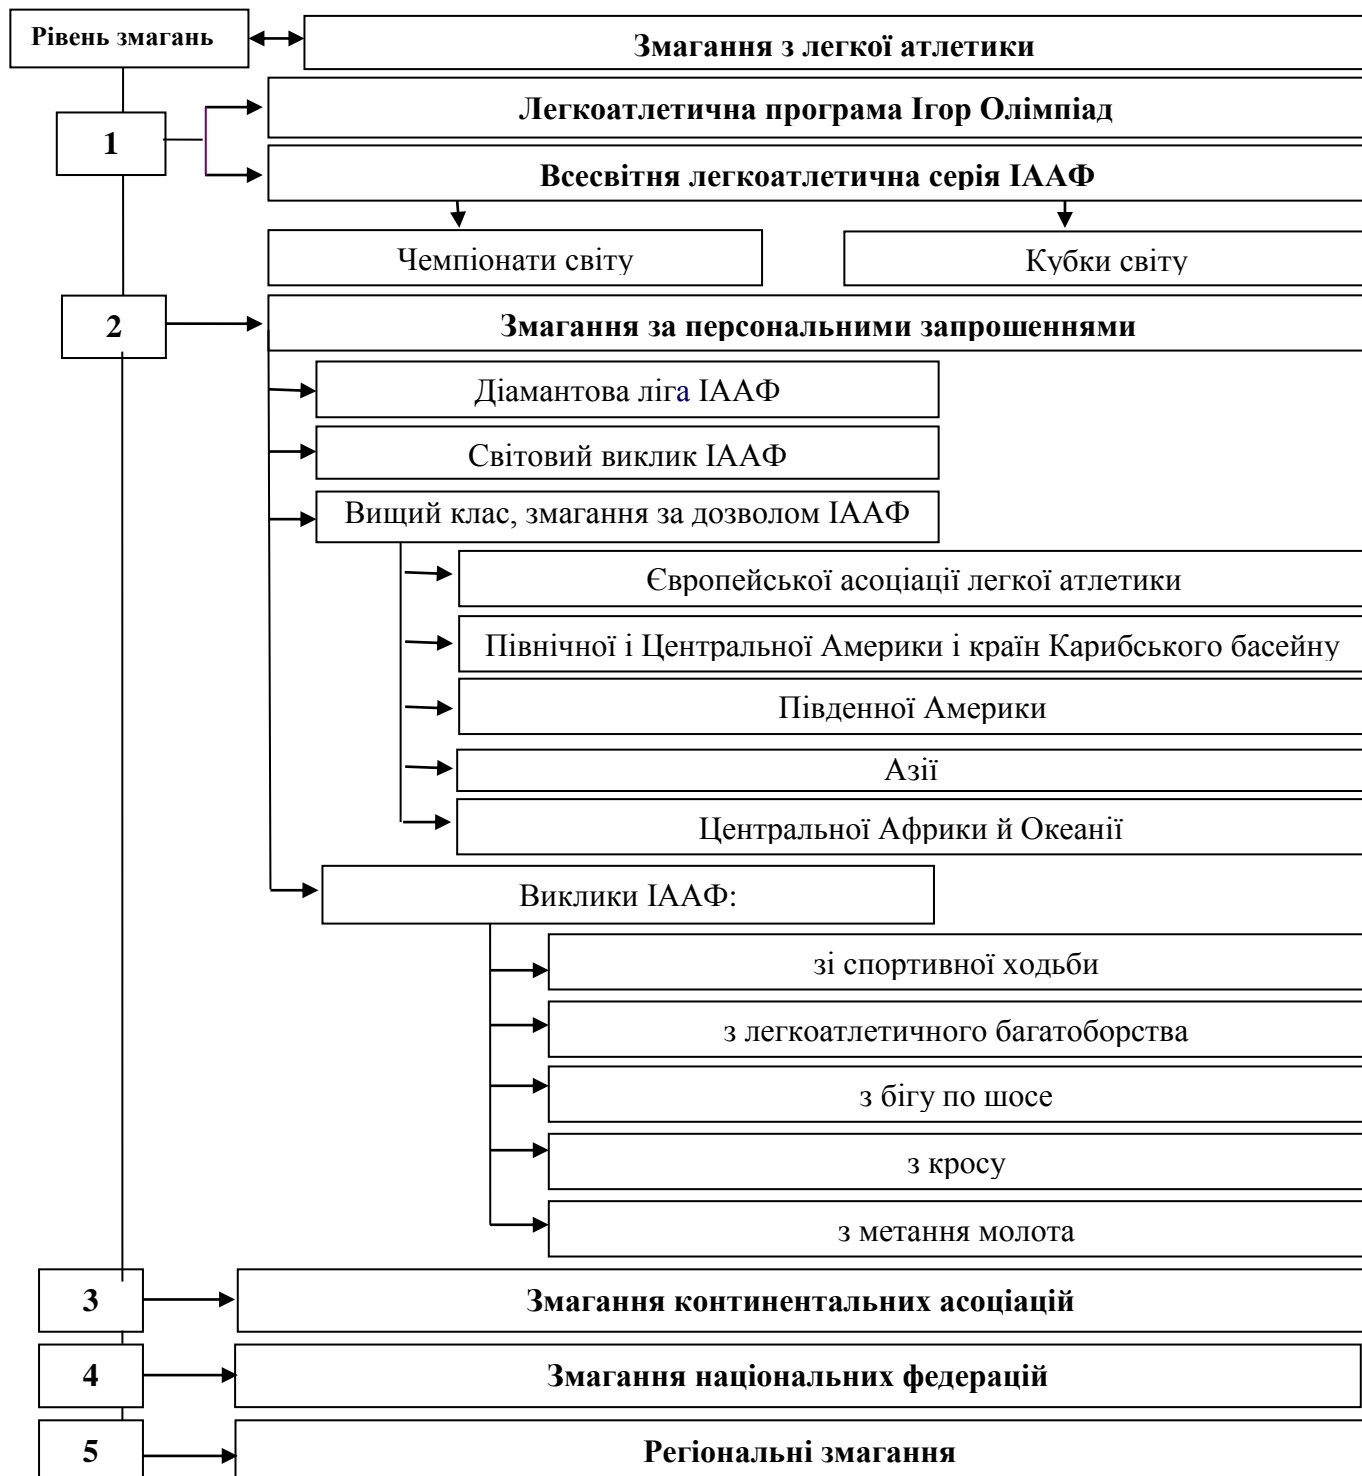 Рівень змагань
Змагання з легкої атлетики
1
Легкоатлетична програма Ігор Олімпіад
Всесвітня легкоатлетична серія ІААФ
Чемпіонати світу
Кубки світу
2
Змагання за персональними запрошеннями
Діамантова ліга ІААФ
Світовий виклик ІААФ
Вищий клас, змагання за дозволом ІААФ
Європейської асоціації легкої атлетики
Північної і Центральної Америки і країн Карибського басейну
Південної Америки
Азії
Центральної Африки й Океанії
Виклики ІААФ:
зі спортивної ходьби
з легкоатлетичного багатоборства
з бігу по шосе
з кросу
з метання молота
3
Змагання континентальних асоціацій
4
Змагання національних федерацій
5
Регіональні змагання